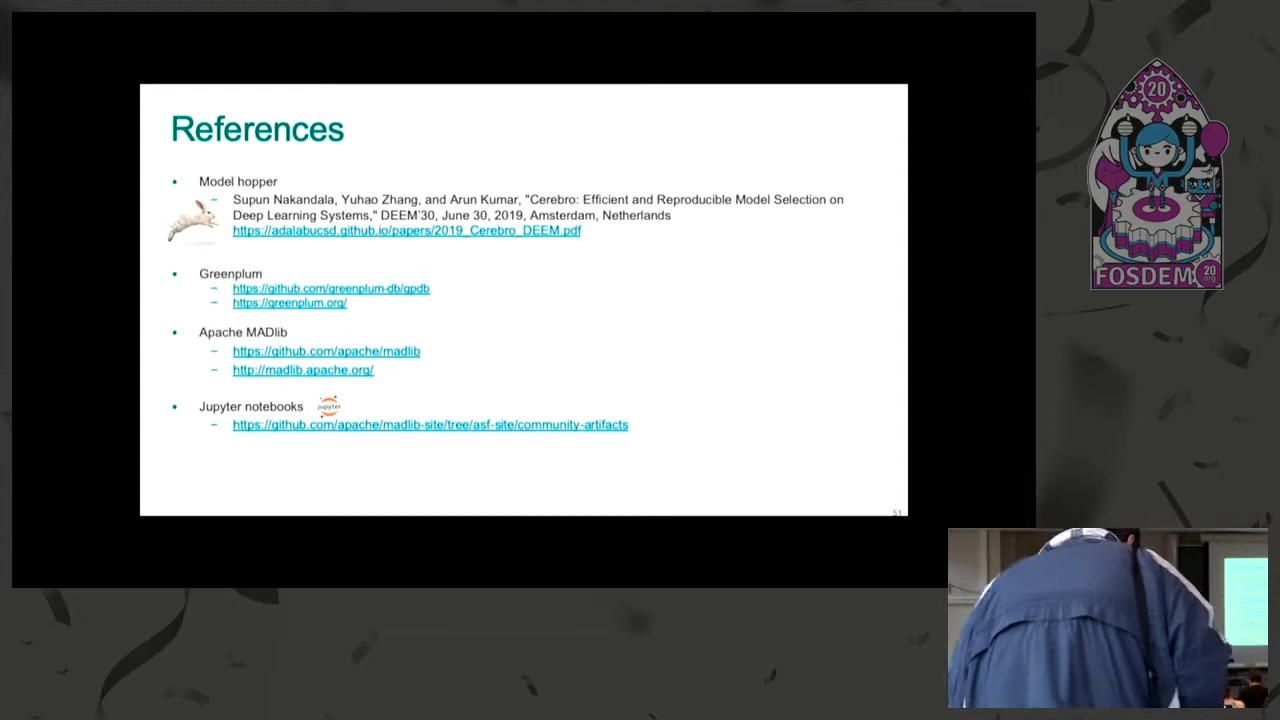 References
• Model hopper
– Supun Nakandala, Yuhao Zhang, and Arun Kumar, "Cerebro: Efficient and Reproducible Model Selection on
Deep Learning Systems," DEEM'30, June 30, 2019, Amsterdam, Netherlands
https://adalabucsd.github.io/papers/2019_Cerebro_DEEM.pdf
• Greenplum
– https://github.com/greenplum-db/gpdb
– https://greenplum.org/
• Apache MADlib
– https://github.com/apache/madlib
– http://madlib.apache.org/
• Jupyter notebooks
jupyter
– https://github.com/apache/madlib-site/tree/asf-site/community-artifacts
51
20
FOSDEM
20
.org